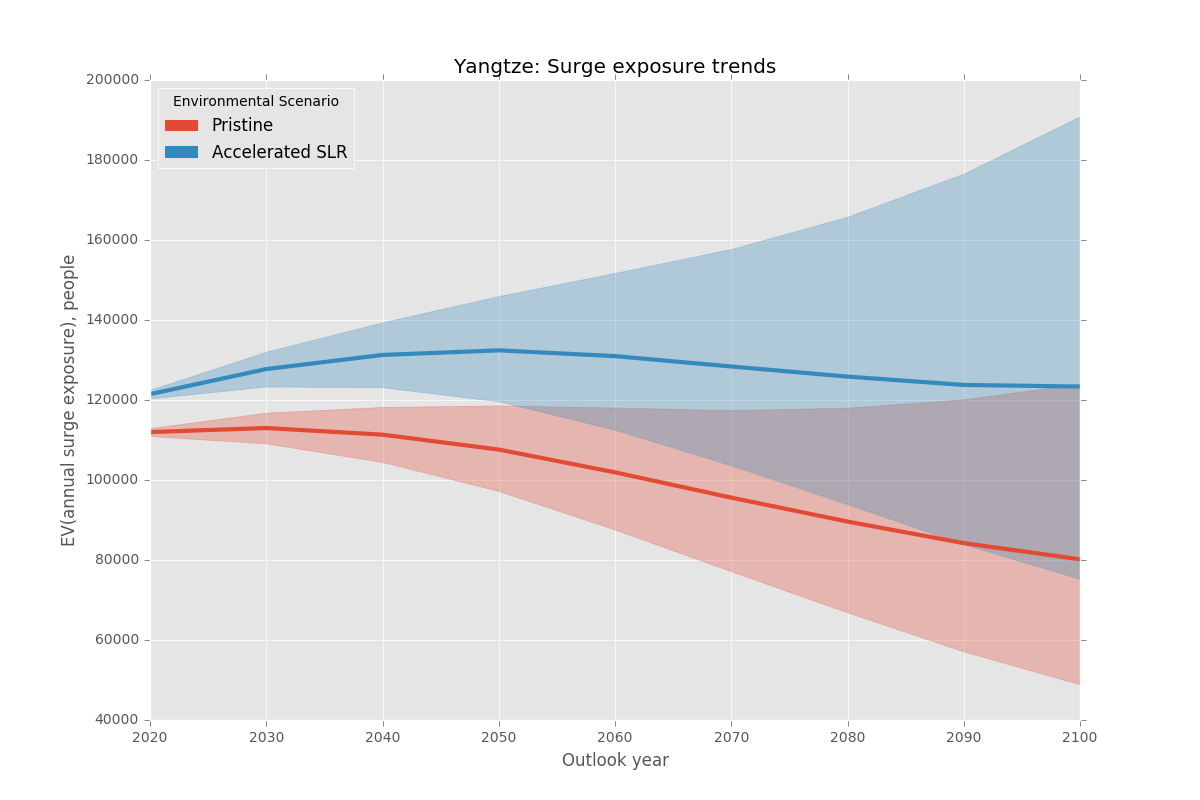 Yangtze: Surge exposure trends
Environmental Scenario
Pristine
Accelerated SLR
EV(annual surge exposure), people
200000
180000
160000
140000
120000
100000
80000
60000
40000
2020 2030 2040 2050 2060 2070 2080 2090 2100
Outlook year